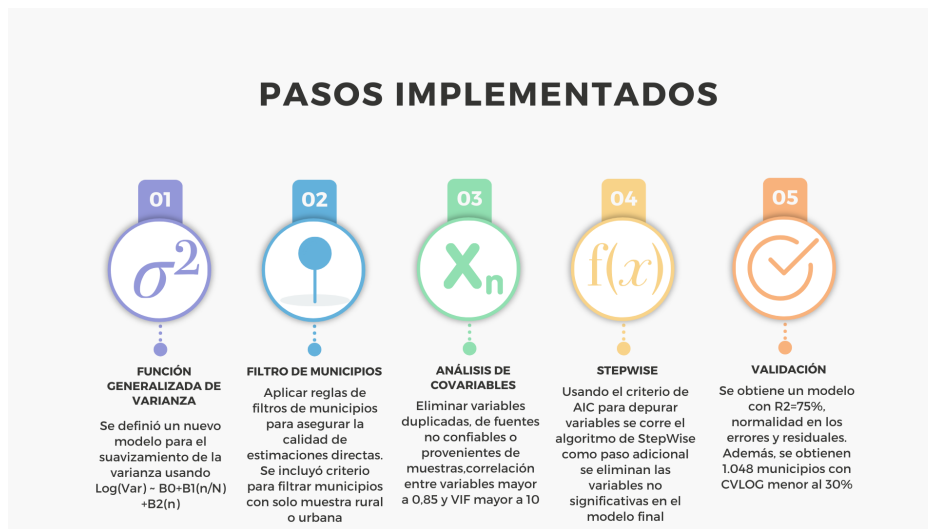 PASOS IMPLEMENTADOS
01
σ²
FUNCIÓN
GENERALIZADA DE
VARIANZA
Se definió un nuevo
modelo para el
suavizamiento de la
varianza usando
Log(Var) ~ B0+B1(n/N)
+B2(n)
02
FILTRO DE MUNICIPIOS
Aplicar reglas de
filtros de municipios
para asegurar la
calidad de
estimaciones directas.
Se incluyó criterio
para filtrar municipios
con solo muestra rural
o urbana
03
Xn
ANÁLISIS DE
COVARIABLES
Eliminar variables
duplicadas, de fuentes
no confiables o
provenientes de
muestras,correlación
entre variables mayor
a 0,85 y VIF mayor a 10
04
f(x)
STEPWISE
Usando el criterio de
AIC para depurar
variables se corre el
algoritmo de StepWise
como paso adicional
se eliminan las
variables no
significativas en el
modelo final
05
VALIDACIÓN
Se obtiene un modelo
con R2=75%,
normalidad en los
errores y residuales.
Además, se obtienen
1.048 municipios con
CVLOG menor al 30%